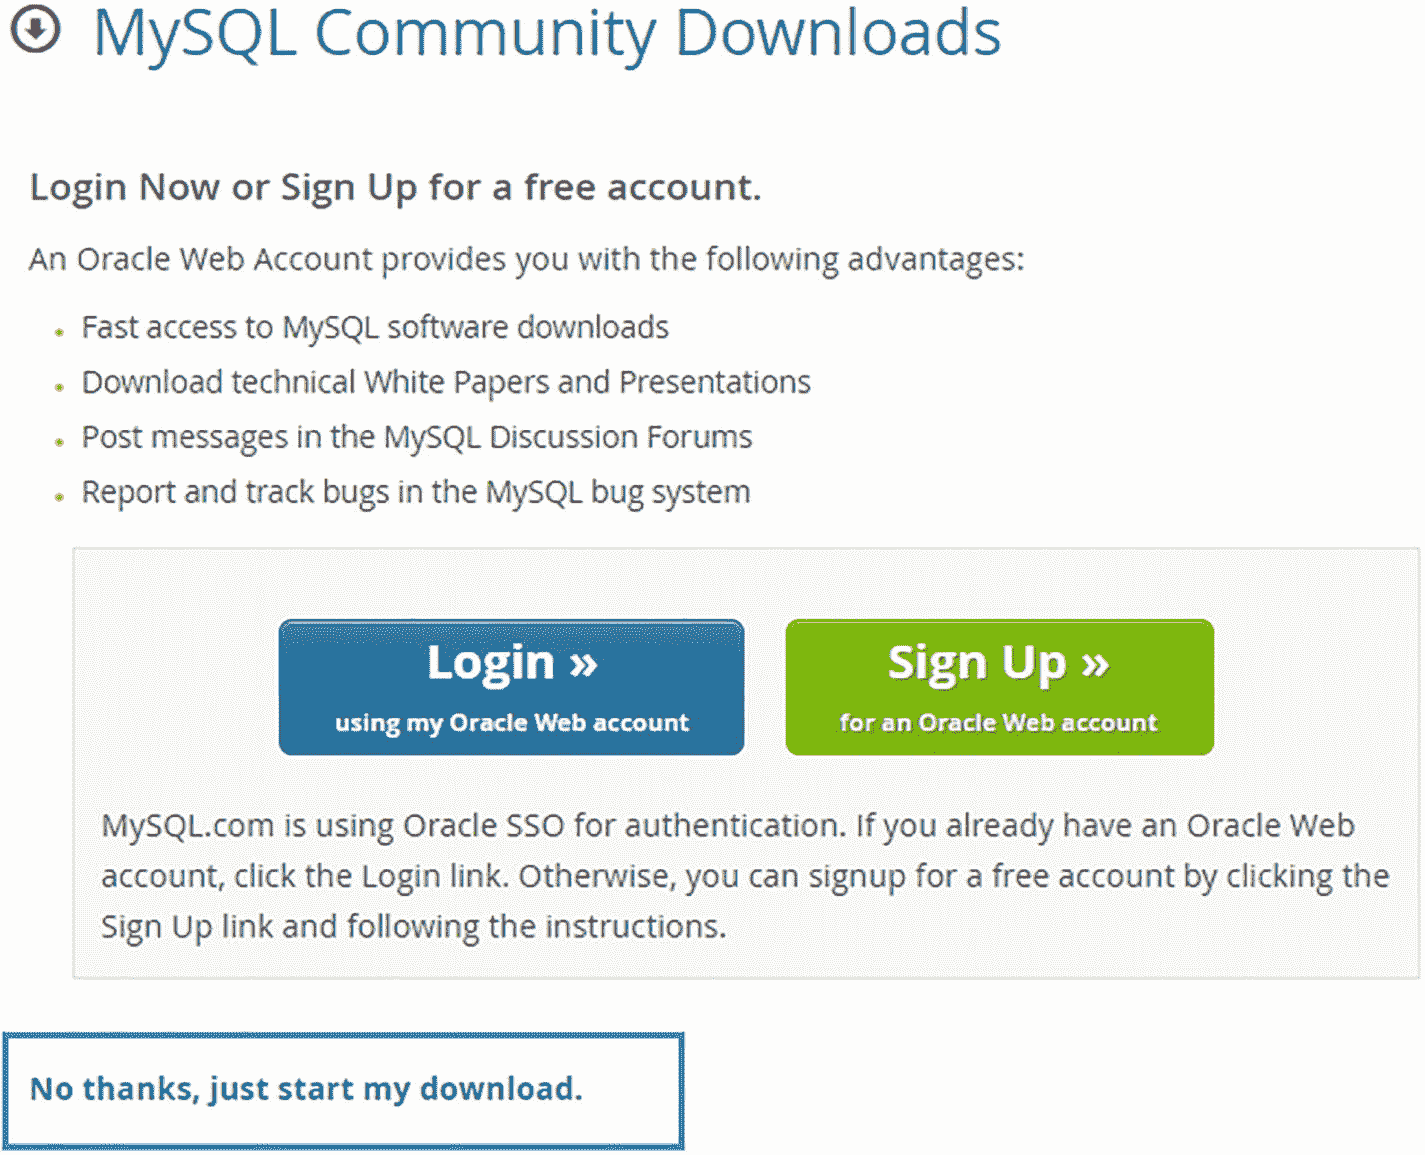 MySQL Community Downloads
Login Now or Sign Up for a free account.
An Oracle Web Account provides you with the following advantages:
Fast access to MySQL software downloads
Download technical White Papers and Presentations
Post messages in the MySQL Discussion Forums
Report and track bugs in the MySQL bug system
Login »
using my Oracle Web account
Sign Up »
for an Oracle Web account
MySQL.com is using Oracle SSO for authentication. If you already have an Oracle Web
account, click the Login link. Otherwise, you can signup for a free account by clicking the
Sign Up link and following the instructions.
No thanks, just start my download.